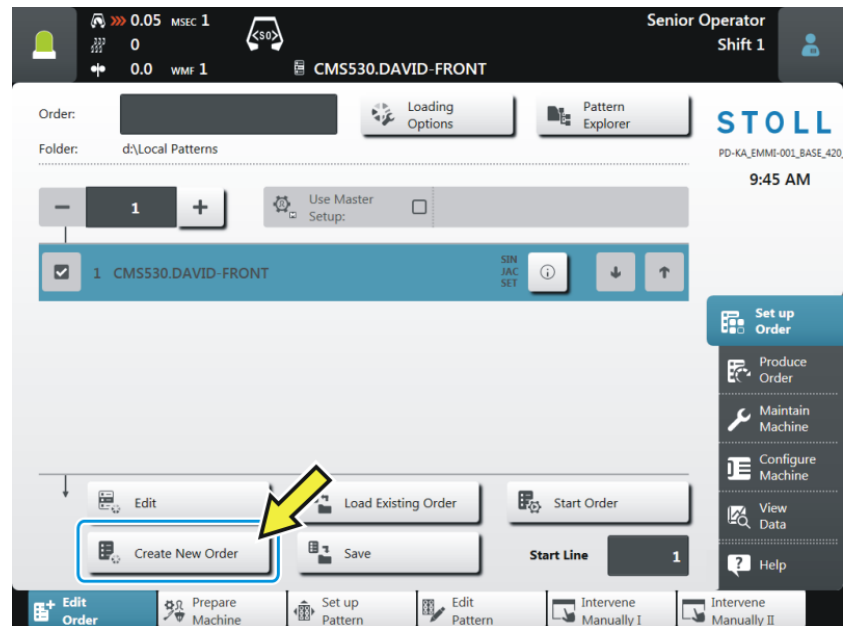 0.05 MSEC 1
<S0>
Senior Operator
0
Shift 1
0.0 WMF 1
CMS530.DAVID-FRONT
Order:
Loading
Options
Pattern
Explorer
STOLL
Folder: d:\Local Patterns
PD-KA_EMMI-001_BASE_420_
9:45 AM
1
Use Master
Setup:
1 CMS530.DAVID-FRONT
SIN
JAC
SET
Set up
Order
Produce
Order
Maintain
Machine
Configure
Machine
View
Data
Help
Edit
Load Existing Order
Start Order
Create New Order
Save
Start Line 1
Edit
Order
Prepare
Machine
Set up
Pattern
Edit
Pattern
Intervene
Manually I
Intervene
Manually II